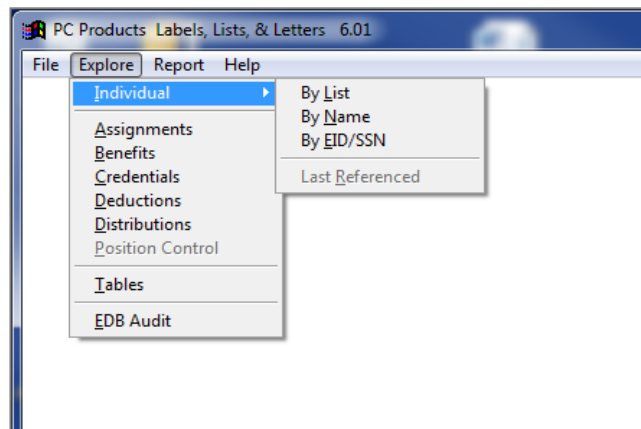 PC Products Labels, Lists, & Letters 6.01
File Explore Report Help
Individual
Assignments
Benefits
Credentials
Deductions
Distributions
Position Control
Tables
EDB Audit
By List
By Name
By EID/SSN
Last Referenced